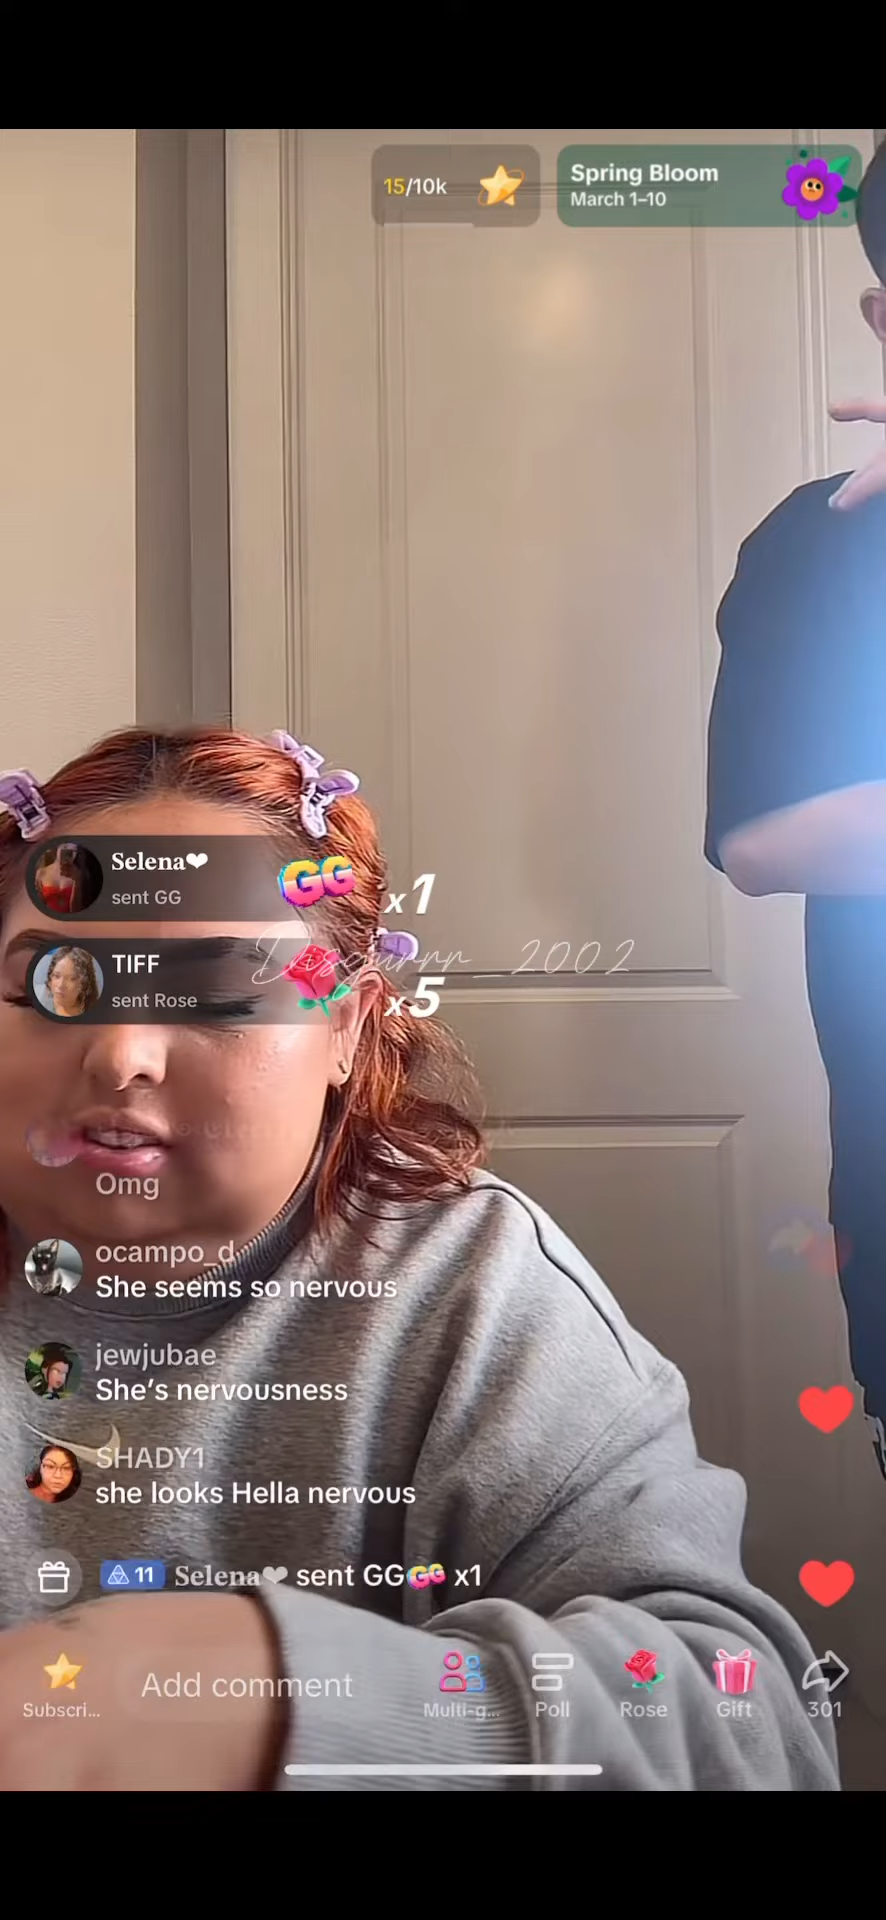 15/10k
Spring Bloom
March 1–10
Selena❤
sent GG
GG
x1
TIFF
sent Rose
x5
Disgurrr_2002
Omg
ocampo_d
She seems so nervous
jewjubae
She’s nervousness
SHADY1
she looks Hella nervous
11 Selena❤ sent GG GG x1
Add comment
Subscri...
Multi-g...
Poll
Rose
Gift
301